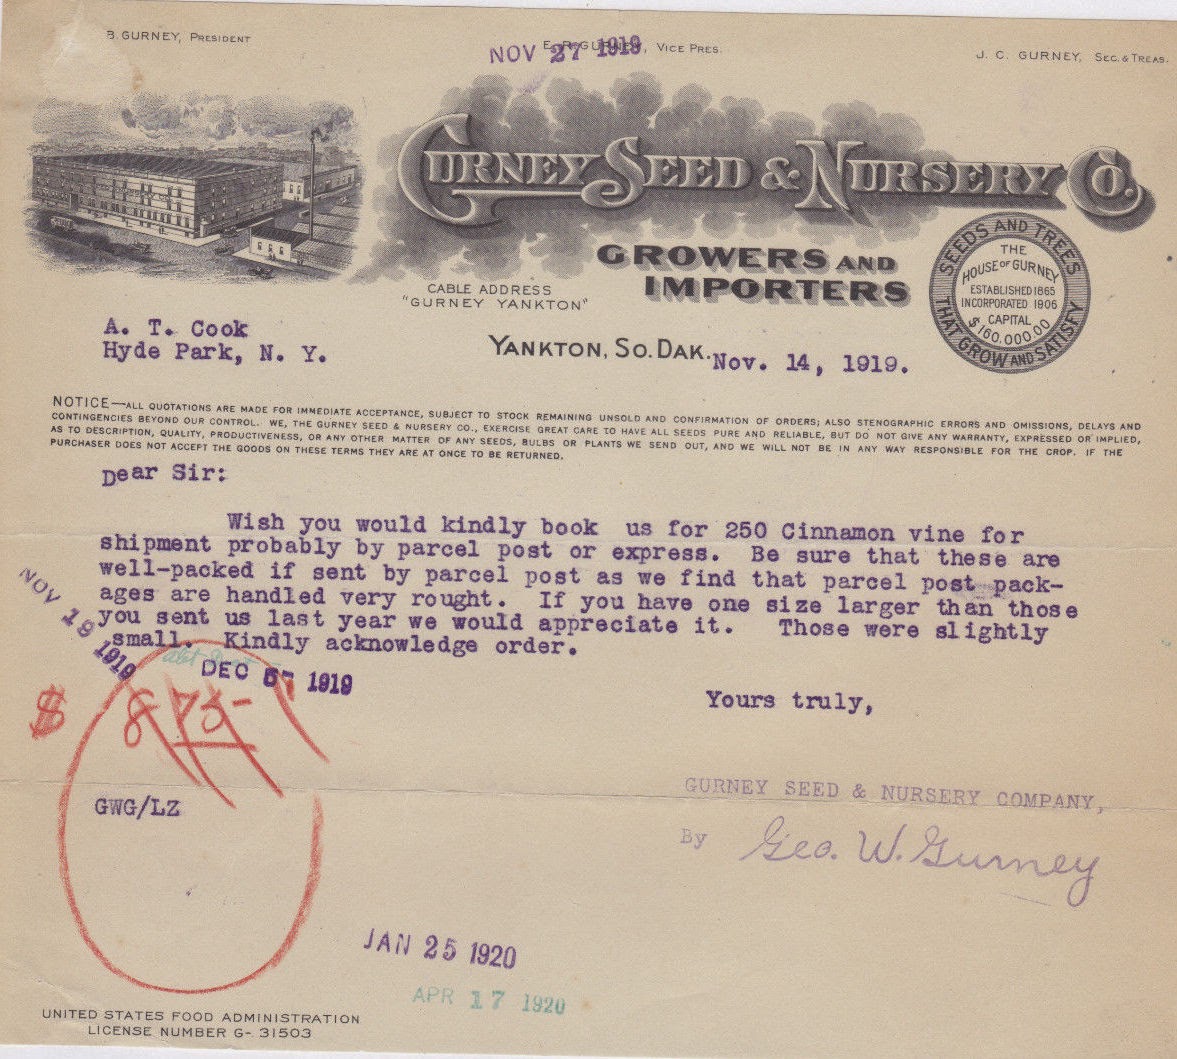 B. GURNEY, PRESIDENT
E. R. GURNEY, VICE PRES.
J. C. GURNEY, SEC. & TREAS.
NOV 27 1919
GURNEY SEED & NURSERY CO.
GROWERS AND
IMPORTERS
CABLE ADDRESS
"GURNEY YANKTON"
SEEDS AND TREES
THAT GROW AND SATISFY
THE
HOUSE OF GURNEY
ESTABLISHED 1865
INCORPORATED 1906
CAPITAL
$160.000.00
A. T. Cook
Hyde Park, N. Y.
YANKTON, SO. DAK. Nov. 14, 1919.
NOTICE—ALL QUOTATIONS ARE MADE FOR IMMEDIATE ACCEPTANCE, SUBJECT TO STOCK REMAINING UNSOLD AND CONFIRMATION OF ORDERS; ALSO STENOGRAPHIC ERRORS AND OMISSIONS, DELAYS AND
CONTINGENCIES BEYOND OUR CONTROL. WE, THE GURNEY SEED & NURSERY CO., EXERCISE GREAT CARE TO HAVE ALL SEEDS PURE AND RELIABLE, BUT DO NOT GIVE ANY WARRANTY, EXPRESSED OR IMPLIED,
AS TO DESCRIPTION, QUALITY, PRODUCTIVENESS, OR ANY OTHER MATTER OF ANY SEEDS, BULBS OR PLANTS WE SEND OUT, AND WE WILL NOT BE IN ANY WAY RESPONSIBLE FOR THE CROP. IF THE
PURCHASER DOES NOT ACCEPT THE GOODS ON THESE TERMS THEY ARE AT ONCE TO BE RETURNED.
Dear Sir:
Wish you would kindly book us for 250 Cinnamon vine for
shipment probably by parcel post or express. Be sure that these are
well-packed if sent by parcel post as we find that parcel post pack-
ages are handled very rought. If you have one size larger than those
you sent us last year we would appreciate it. Those were slightly
small. Kindly acknowledge order.
NOV 19 1919
DEC 5 1919
$ 8 75
Yours truly,
GURNEY SEED & NURSERY COMPANY,
GWG/LZ
By Geo. W. Gurney
JAN 25 1920
APR 17 1920
UNITED STATES FOOD ADMINISTRATION
LICENSE NUMBER G- 31503